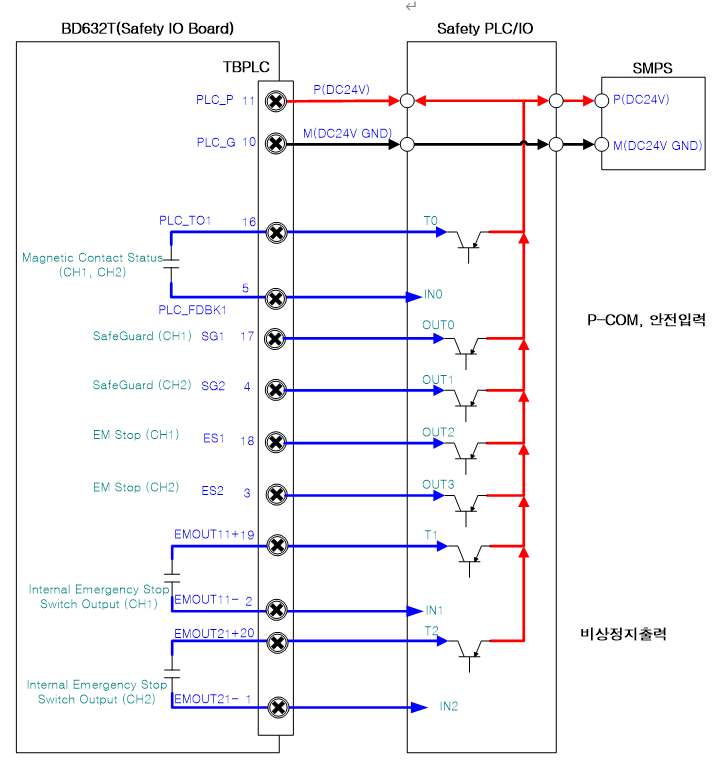 BD632T(Safety IO Board)
Safety PLC/IO
TBPLC
SMPS
PLC_P 11
P(DC24V)
P(DC24V)
PLC_G 10
M(DC24V GND)
M(DC24V GND)
PLC_TO1 16
T0
Magnetic Contact Status
(CH1, CH2)
5
IN0
PLC_FDBK1
P-COM, 안전입력
SafeGuard (CH1) SG1 17
OUT0
SafeGuard (CH2) SG2 4
OUT1
EM Stop (CH1) ES1 18
OUT2
EM Stop (CH2) ES2 3
OUT3
EMOUT11+19
T1
Internal Emergency Stop
Switch Output (CH1)
EMOUT11- 2
IN1
EMOUT21+20
T2
비상정지출력
Internal Emergency Stop
Switch Output (CH2)
EMOUT21- 1
IN2